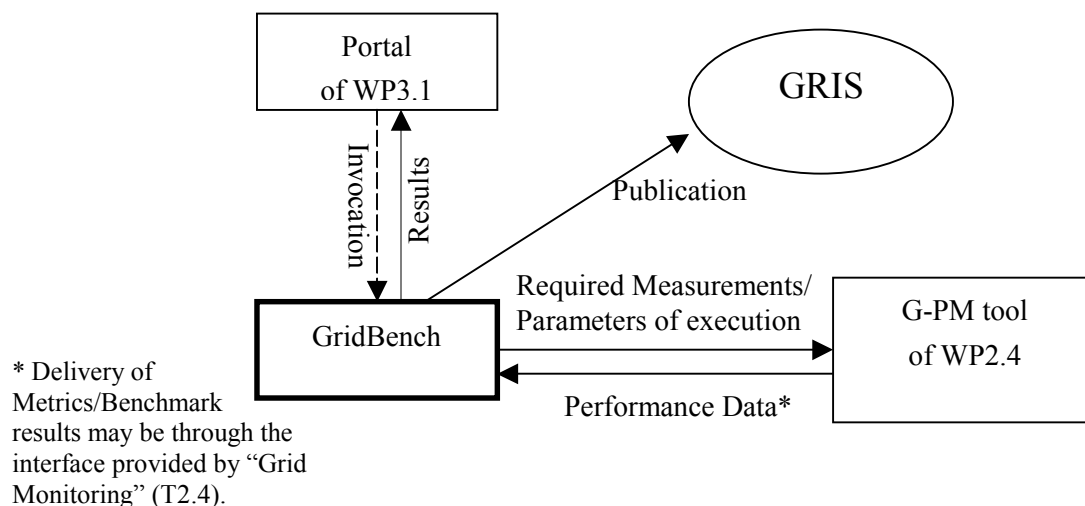 Portal
of WP3.1
GRIS
Invocation
Results
Publication
Required Measurements/
Parameters of execution
G-PM tool
of WP2.4
GridBench
Performance Data*
* Delivery of
Metrics/Benchmark
results may be through the
interface provided by “Grid
Monitoring” (T2.4).